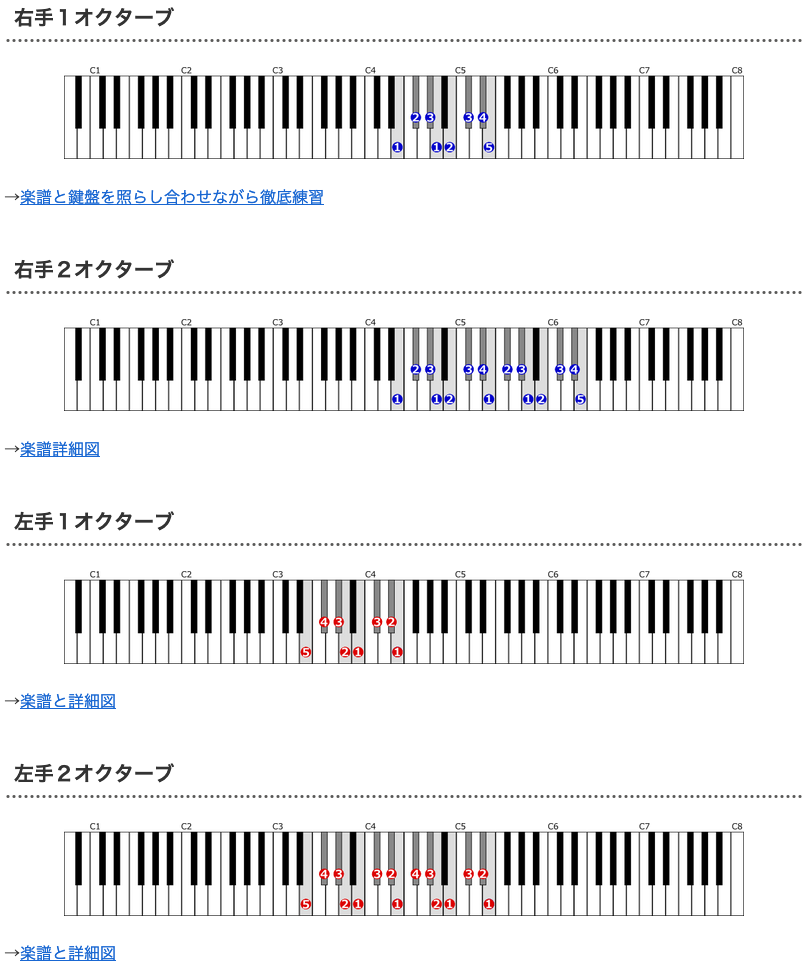 右手１オクターブ
C1 C2 C3 C4 C5 C6 C7 C8
2 3 3 4
1 1 2 5
→楽譜と鍵盤を照らし合わせながら徹底練習
右手２オクターブ
C1 C2 C3 C4 C5 C6 C7 C8
2 3 3 4 2 3 3 4
1 1 2 1 1 2 5
→楽譜詳細図
左手１オクターブ
C1 C2 C3 C4 C5 C6 C7 C8
4 3 3 2
5 2 1 1
→楽譜と詳細図
左手２オクターブ
C1 C2 C3 C4 C5 C6 C7 C8
4 3 3 2 4 3 3 2
5 2 1 1 2 1 1
→楽譜と詳細図